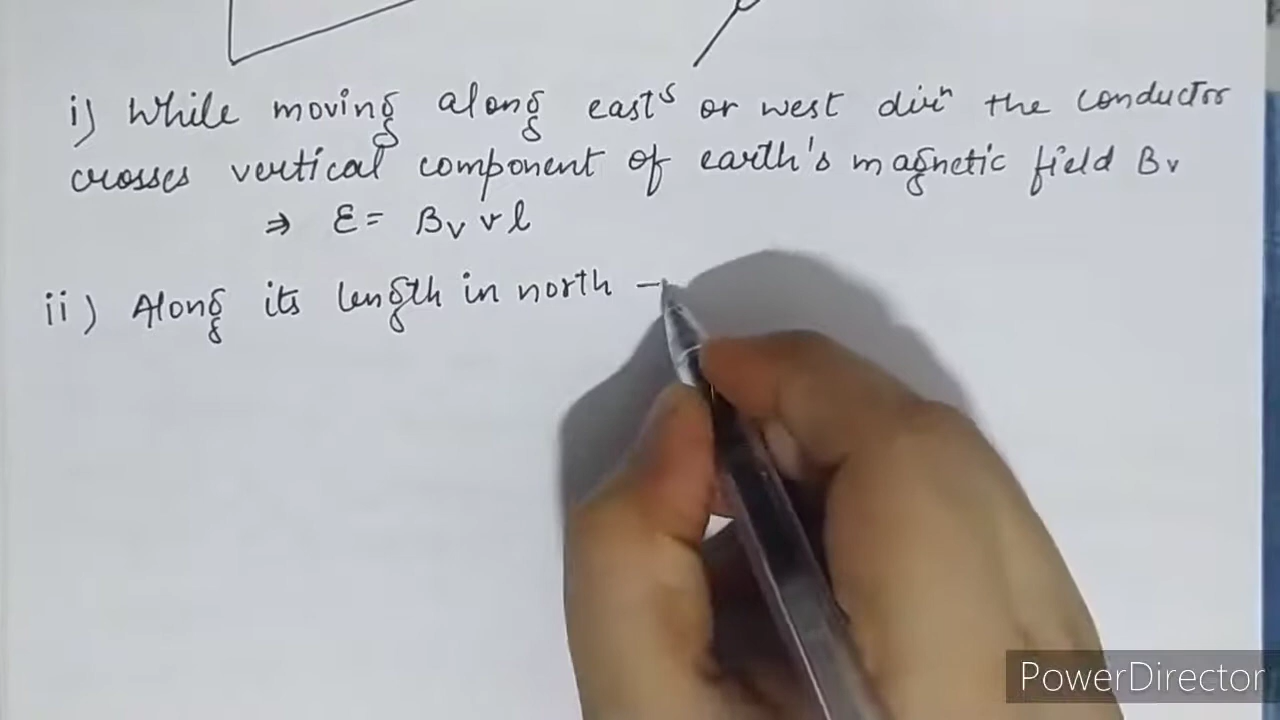 i) While moving along eastˢ or west dirⁿ the conductor
crosses vertical component of earth's magnetic field Bv
⇒ ε = Bv v l
ii) Along its length in north –
PowerDirector